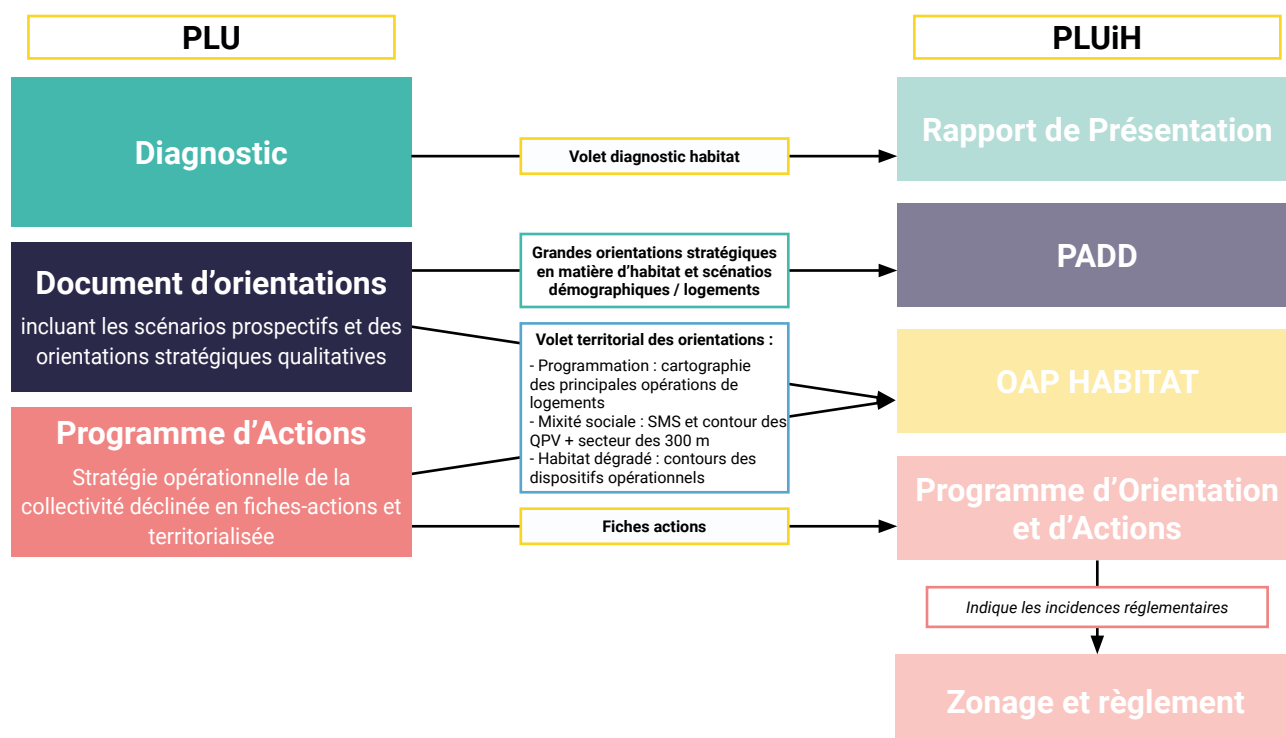 PLU
PLUiH
Diagnostic
Volet diagnostic habitat
Rapport de Présentation
Document d'orientations
incluant les scénarios prospectifs et des
orientations stratégiques qualitatives
Grandes orientations stratégiques
en matière d'habitat et scénatios
démographiques / logements
PADD
Volet territorial des orientations :
- Programmation : cartographie
des principales opérations de
logements
- Mixité sociale : SMS et contour des
QPV + secteur des 300 m
- Habitat dégradé : contours des
dispositifs opérationnels
OAP HABITAT
Programme d'Actions
Stratégie opérationnelle de la
collectivité déclinée en fiches-actions et
territorialisée
Fiches actions
Programme d'Orientation
et d'Actions
Indique les incidences réglementaires
Zonage et règlement